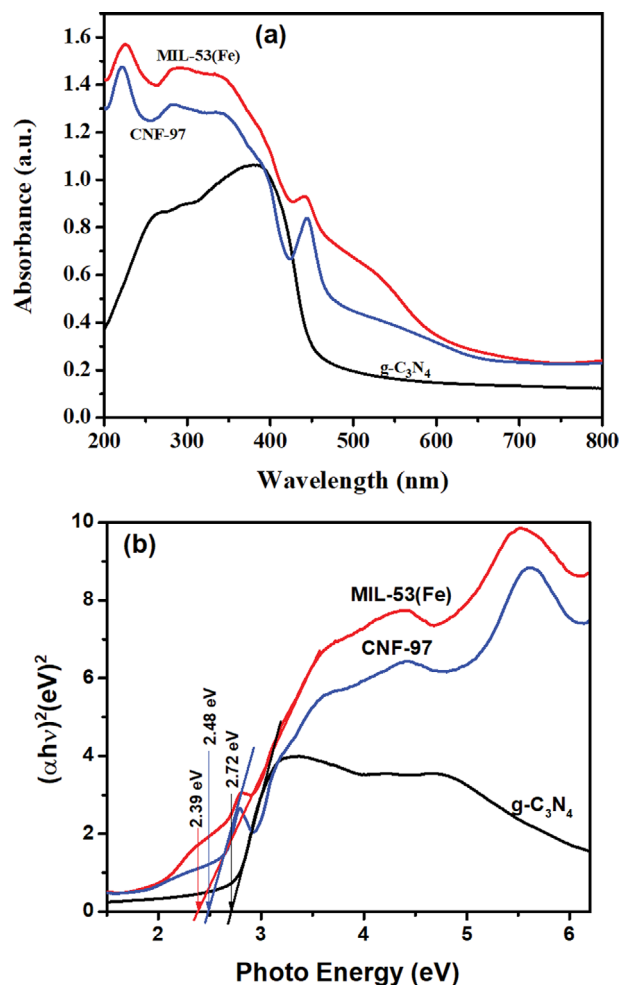 (a)
1.6
1.4
1.2
1.0
0.8
0.6
0.4
0.2
0.0
Absorbance (a.u.)
MIL-53(Fe)
CNF-97
g-C₃N₄
200 300 400 500 600 700 800
Wavelength (nm)
(b)
10
8
6
4
2
0
(αhν)²(eV)²
MIL-53(Fe)
CNF-97
g-C₃N₄
2.39 eV
2.48 eV
2.72 eV
2 3 4 5 6
Photo Energy (eV)